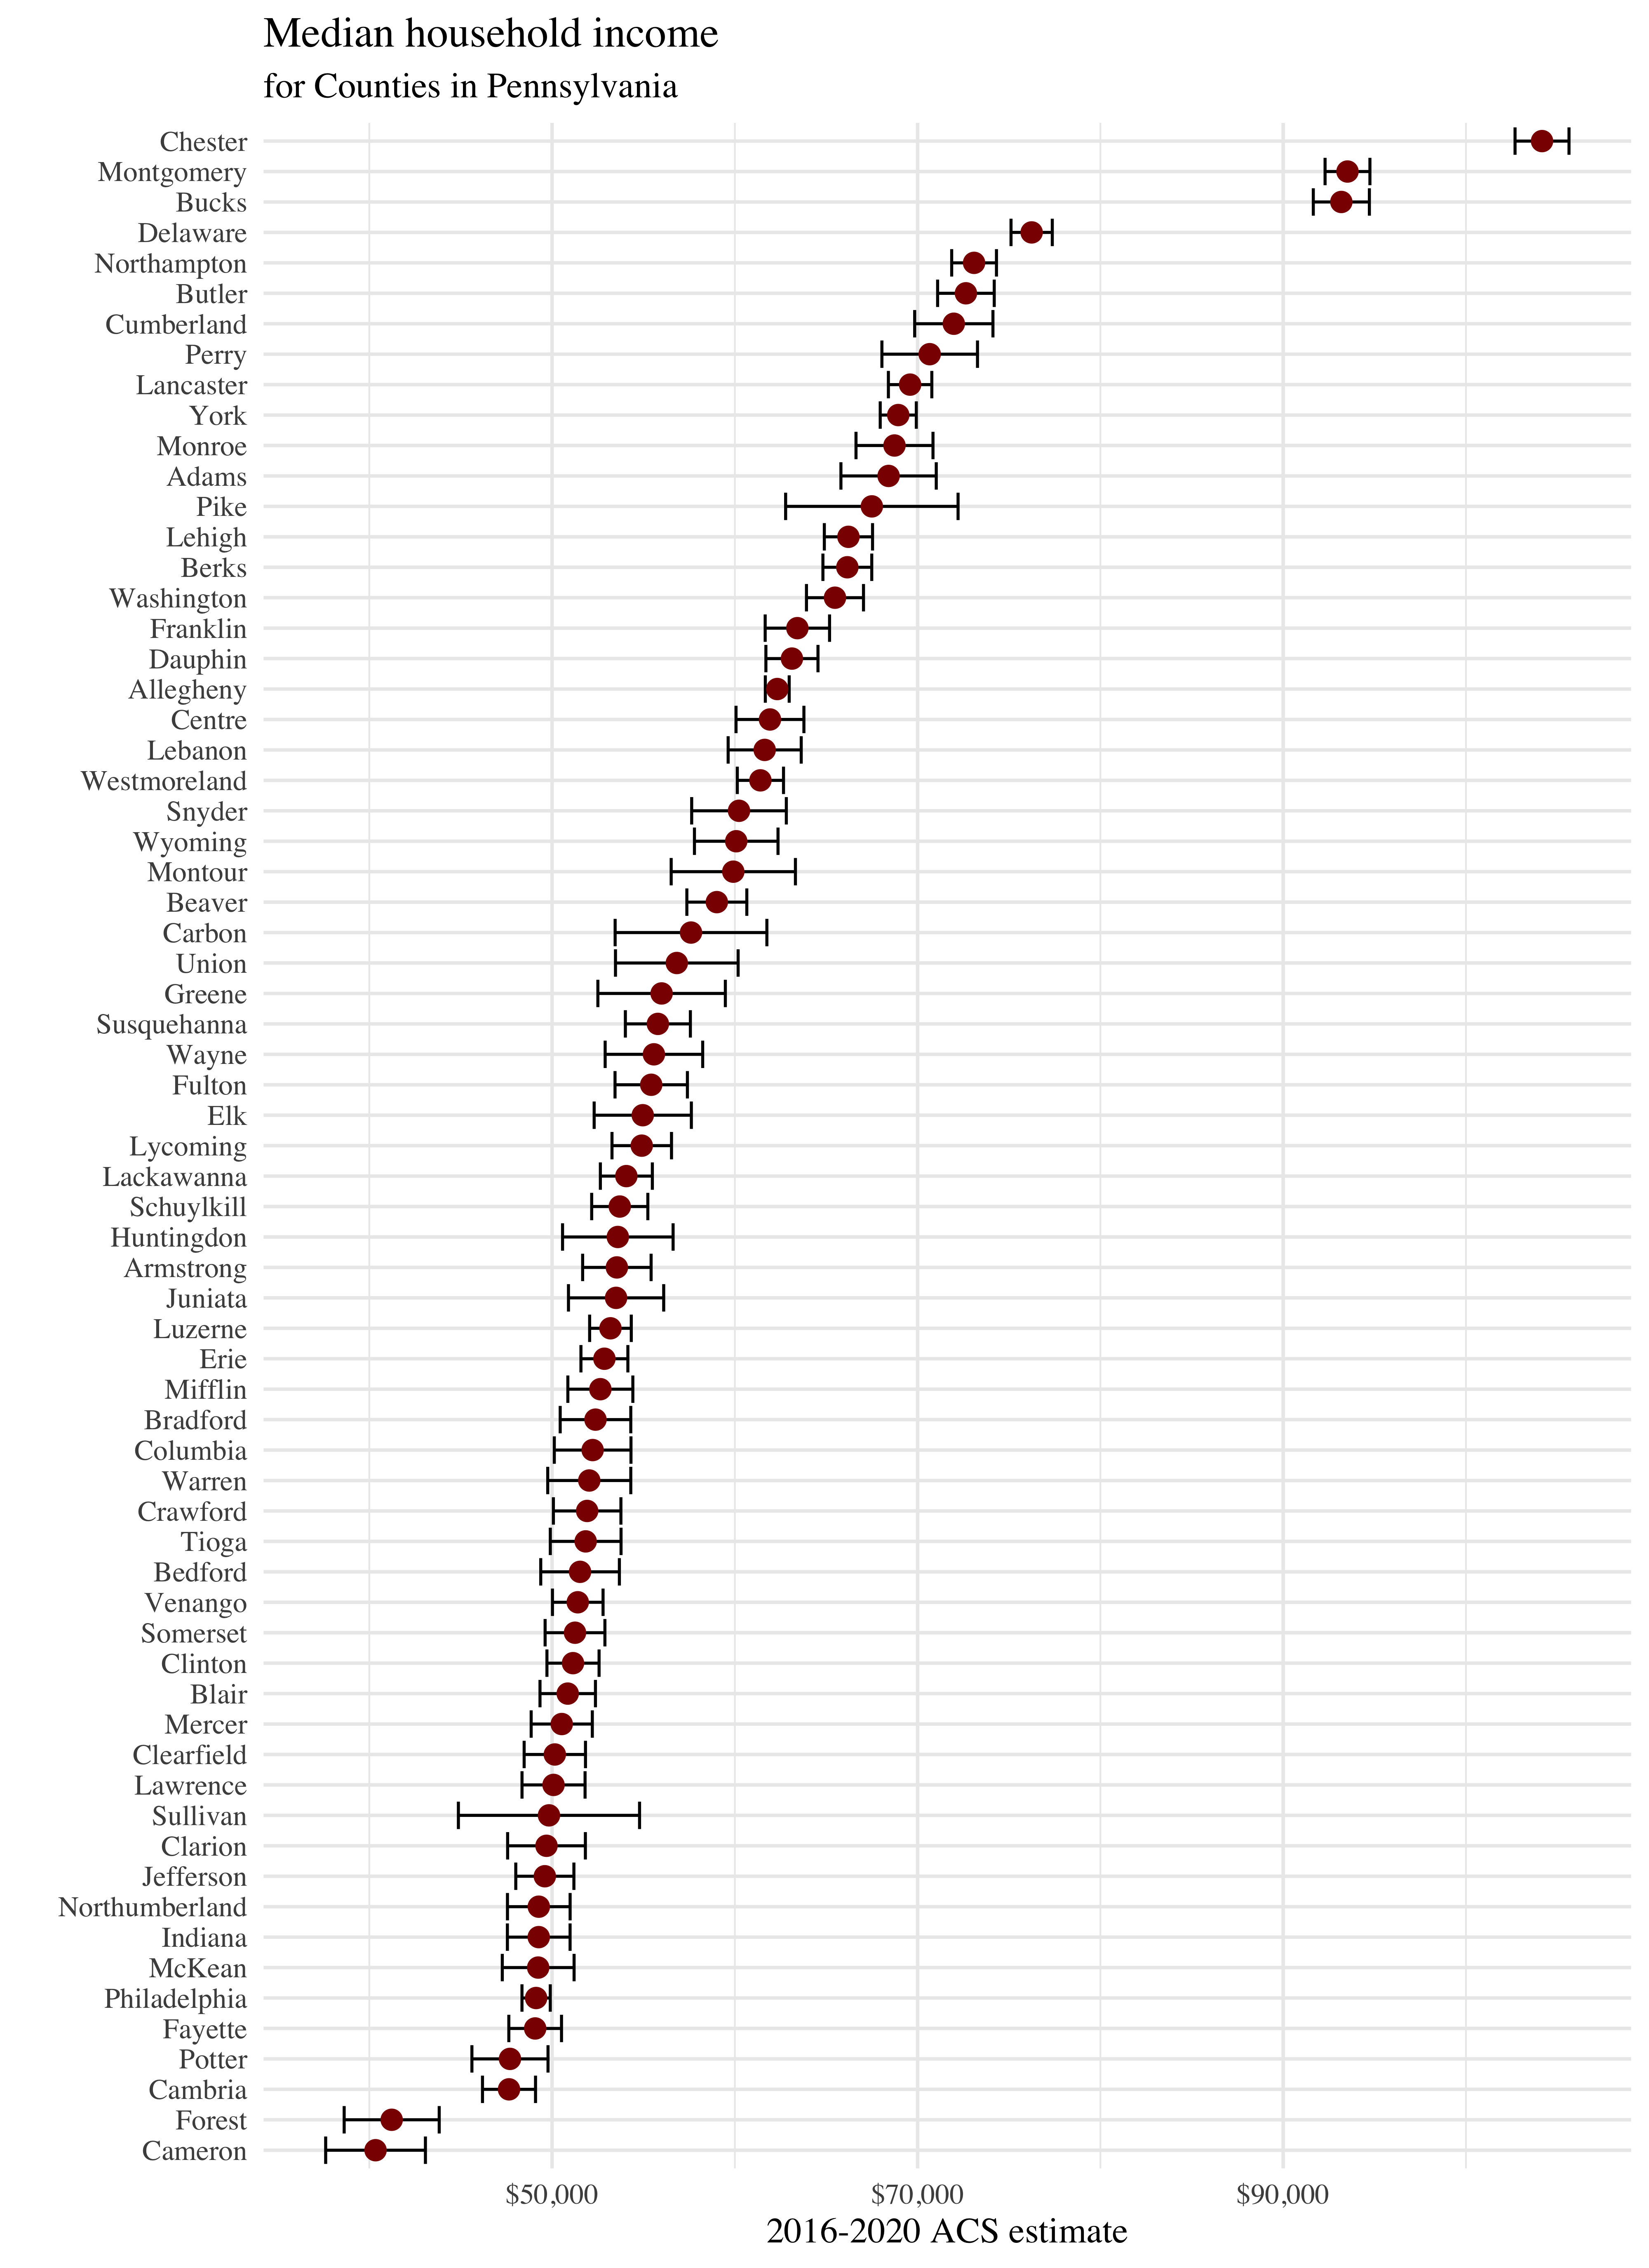 Median household income
for Counties in Pennsylvania
Chester
Montgomery
Bucks
Delaware
Northampton
Butler
Cumberland
Perry
Lancaster
York
Monroe
Adams
Pike
Lehigh
Berks
Washington
Franklin
Dauphin
Allegheny
Centre
Lebanon
Westmoreland
Snyder
Wyoming
Montour
Beaver
Carbon
Union
Greene
Susquehanna
Wayne
Fulton
Elk
Lycoming
Lackawanna
Schuylkill
Huntingdon
Armstrong
Juniata
Luzerne
Erie
Mifflin
Bradford
Columbia
Warren
Crawford
Tioga
Bedford
Venango
Somerset
Clinton
Blair
Mercer
Clearfield
Lawrence
Sullivan
Clarion
Jefferson
Northumberland
Indiana
McKean
Philadelphia
Fayette
Potter
Cambria
Forest
Cameron
$50,000 $70,000 $90,000
2016-2020 ACS estimate